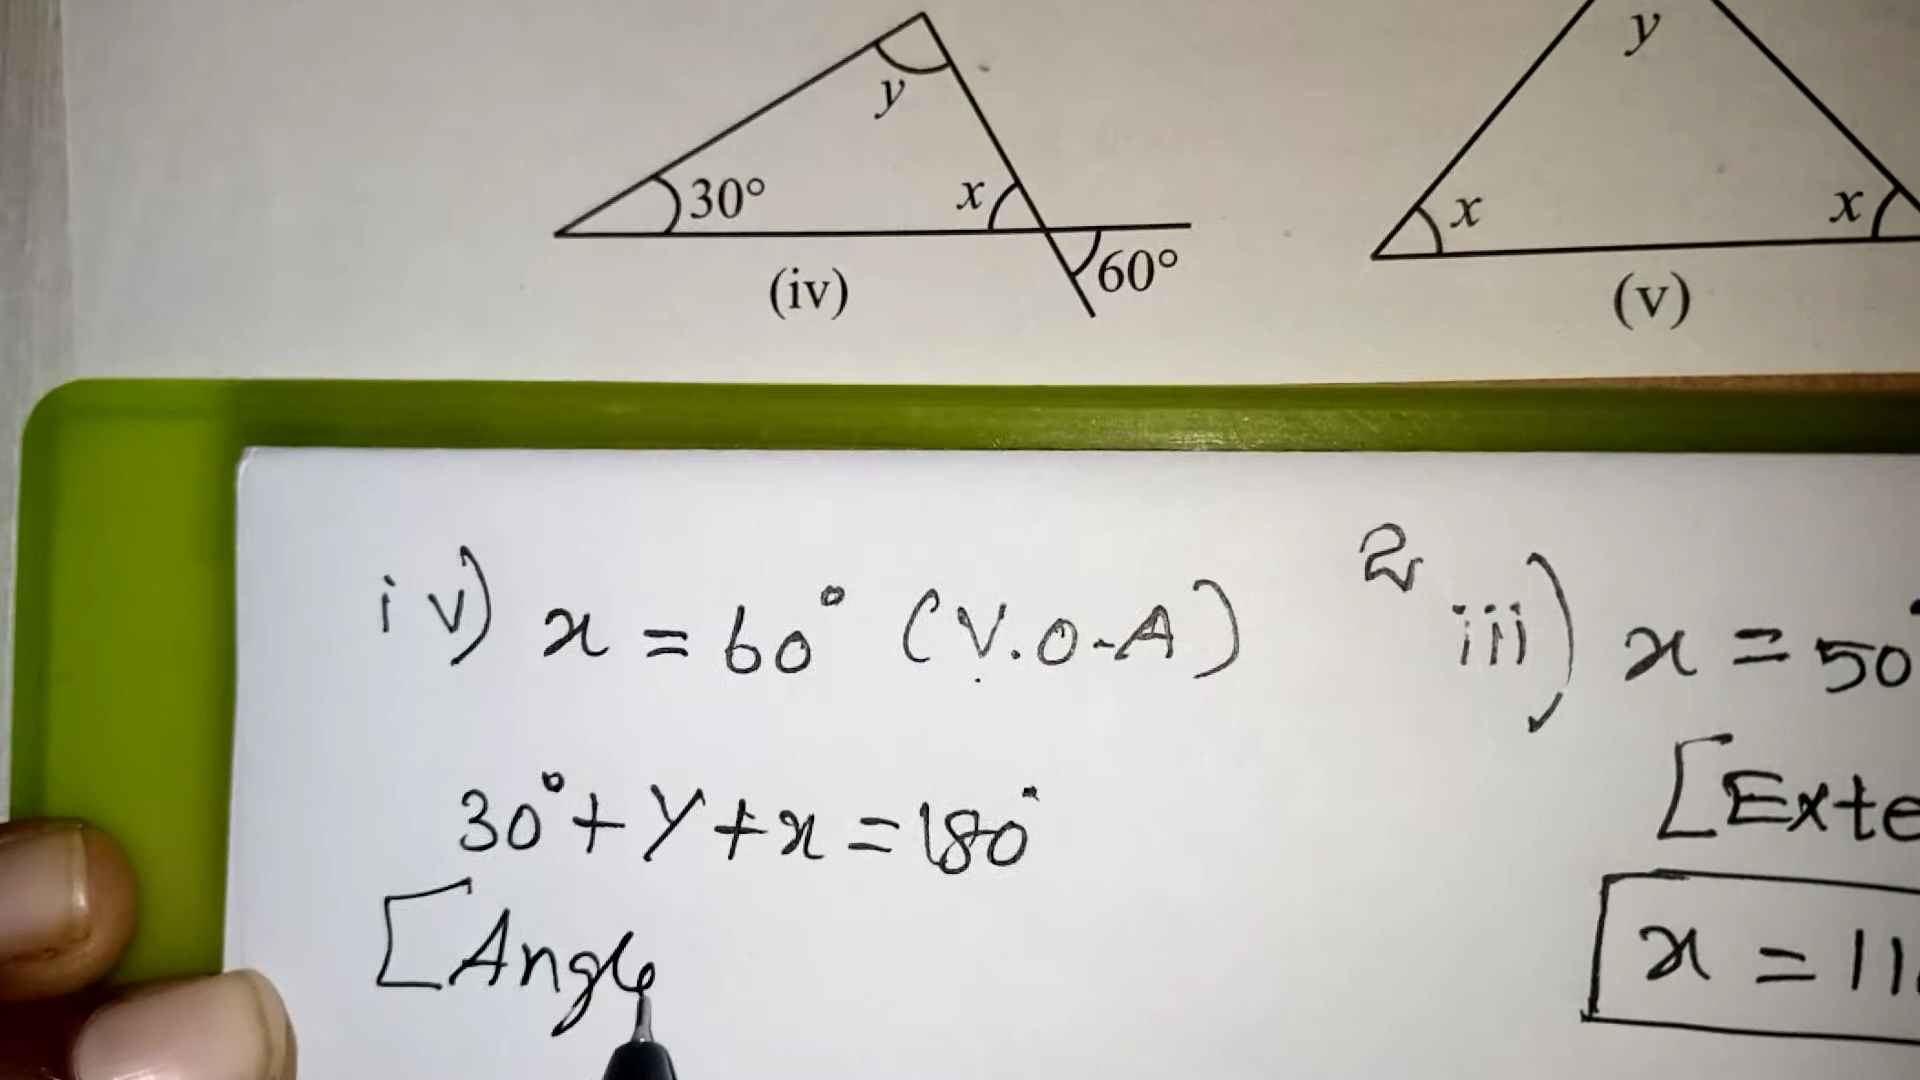 y
30°
x
60°
(iv)
y
x
x
(v)
iv) x = 60° (V.O-A)
30° + y + x = 180°
[Angle
2
iii) x = 50°
[Exte
x = 11